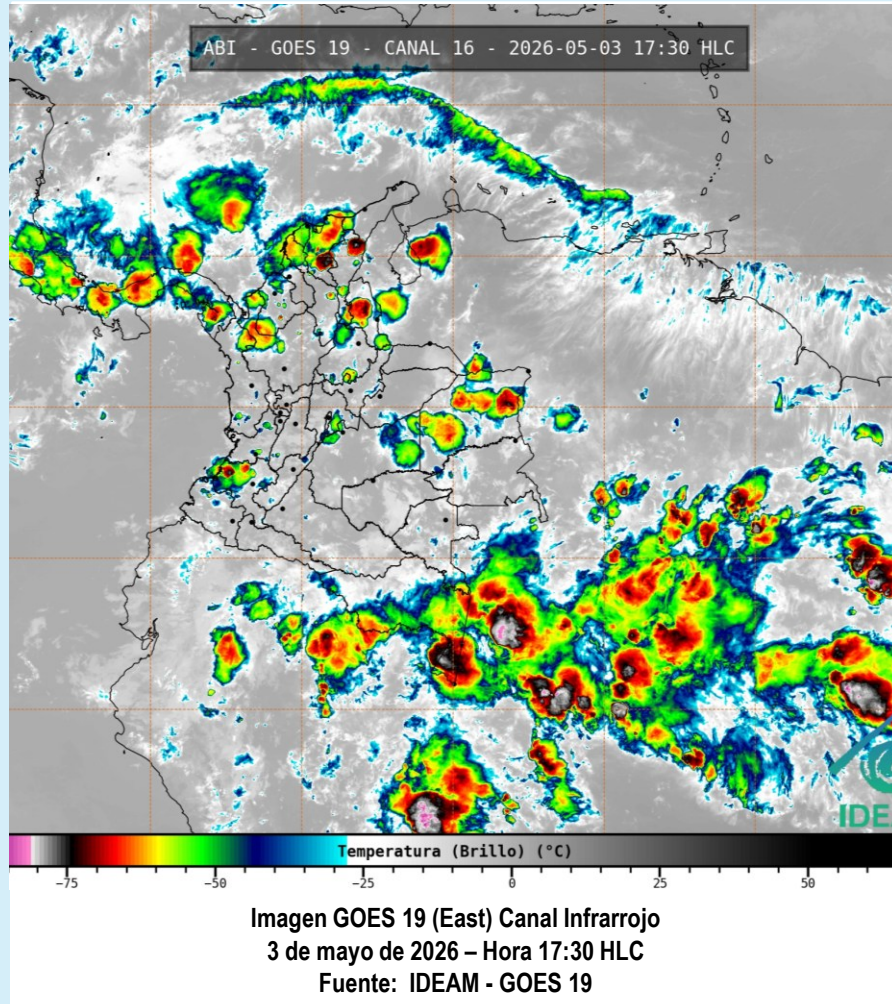 ABI - GOES 19 - CANAL 16 - 2026-05-03 17:30 HLC
IDE
Temperatura (Brillo) (°C)
−75 −50 −25 0 25 50
Imagen GOES 19 (East) Canal Infrarrojo
3 de mayo de 2026 – Hora 17:30 HLC
Fuente: IDEAM - GOES 19